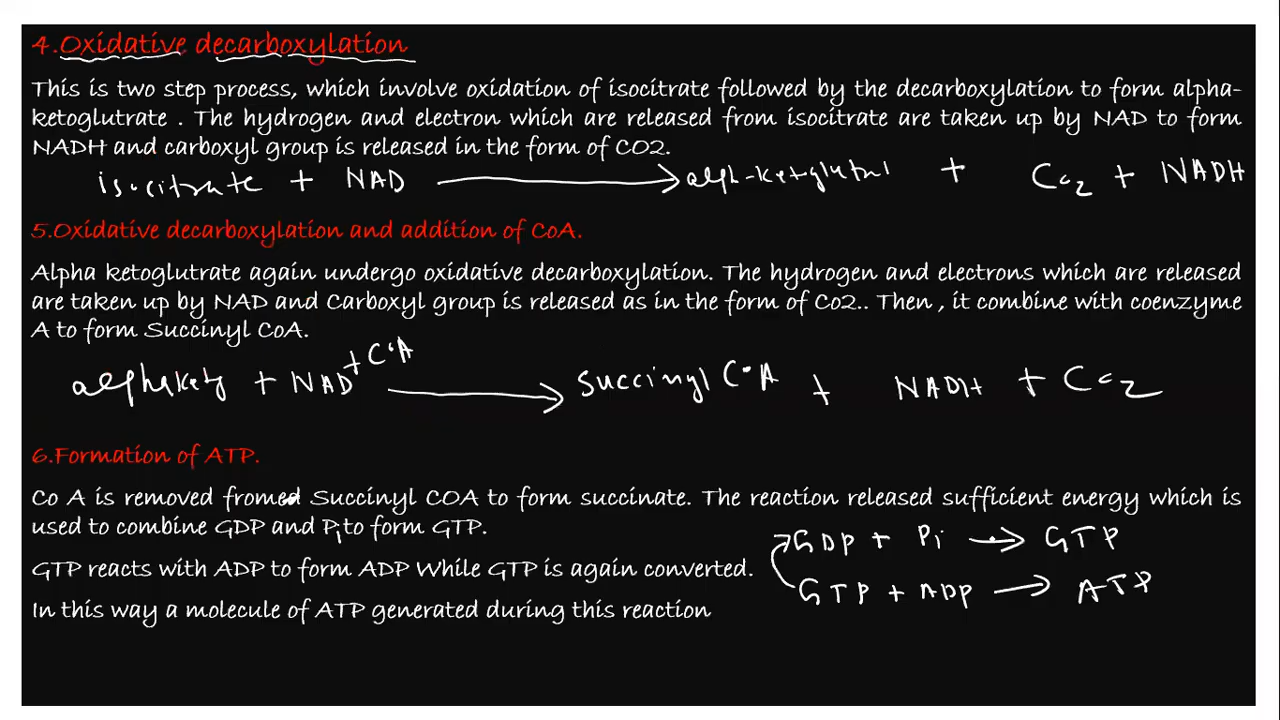 4.Oxidative decarboxylation
This is two step process, which involve oxidation of isocitrate followed by the decarboxylation to form alpha-
ketoglutrate . The hydrogen and electron which are released from isocitrate are taken up by NAD to form
NADH and carboxyl group is released in the form of CO2.
isocitrate + NAD ⟶ alph-ketoglutrat + Co2 + NADH
5.Oxidative decarboxylation and addition of CoA.
Alpha ketoglutrate again undergo oxidative decarboxylation. The hydrogen and electrons which are released
are taken up by NAD and Carboxyl group is released as in the form of Co2.. Then , it combine with coenzyme
A to form Succinyl CoA.
+ CoA
alphaket + NAD ⟶ Succinyl CoA + NADH + Co2
6.Formation of ATP.
Co A is removed from Succinyl COA to form succinate. The reaction released sufficient energy which is
used to combine GDP and Pi to form GTP.
GDP + Pi → GTP
GTP reacts with ADP to form ADP While GTP is again converted.
GTP + ADP → ATP
In this way a molecule of ATP generated during this reaction